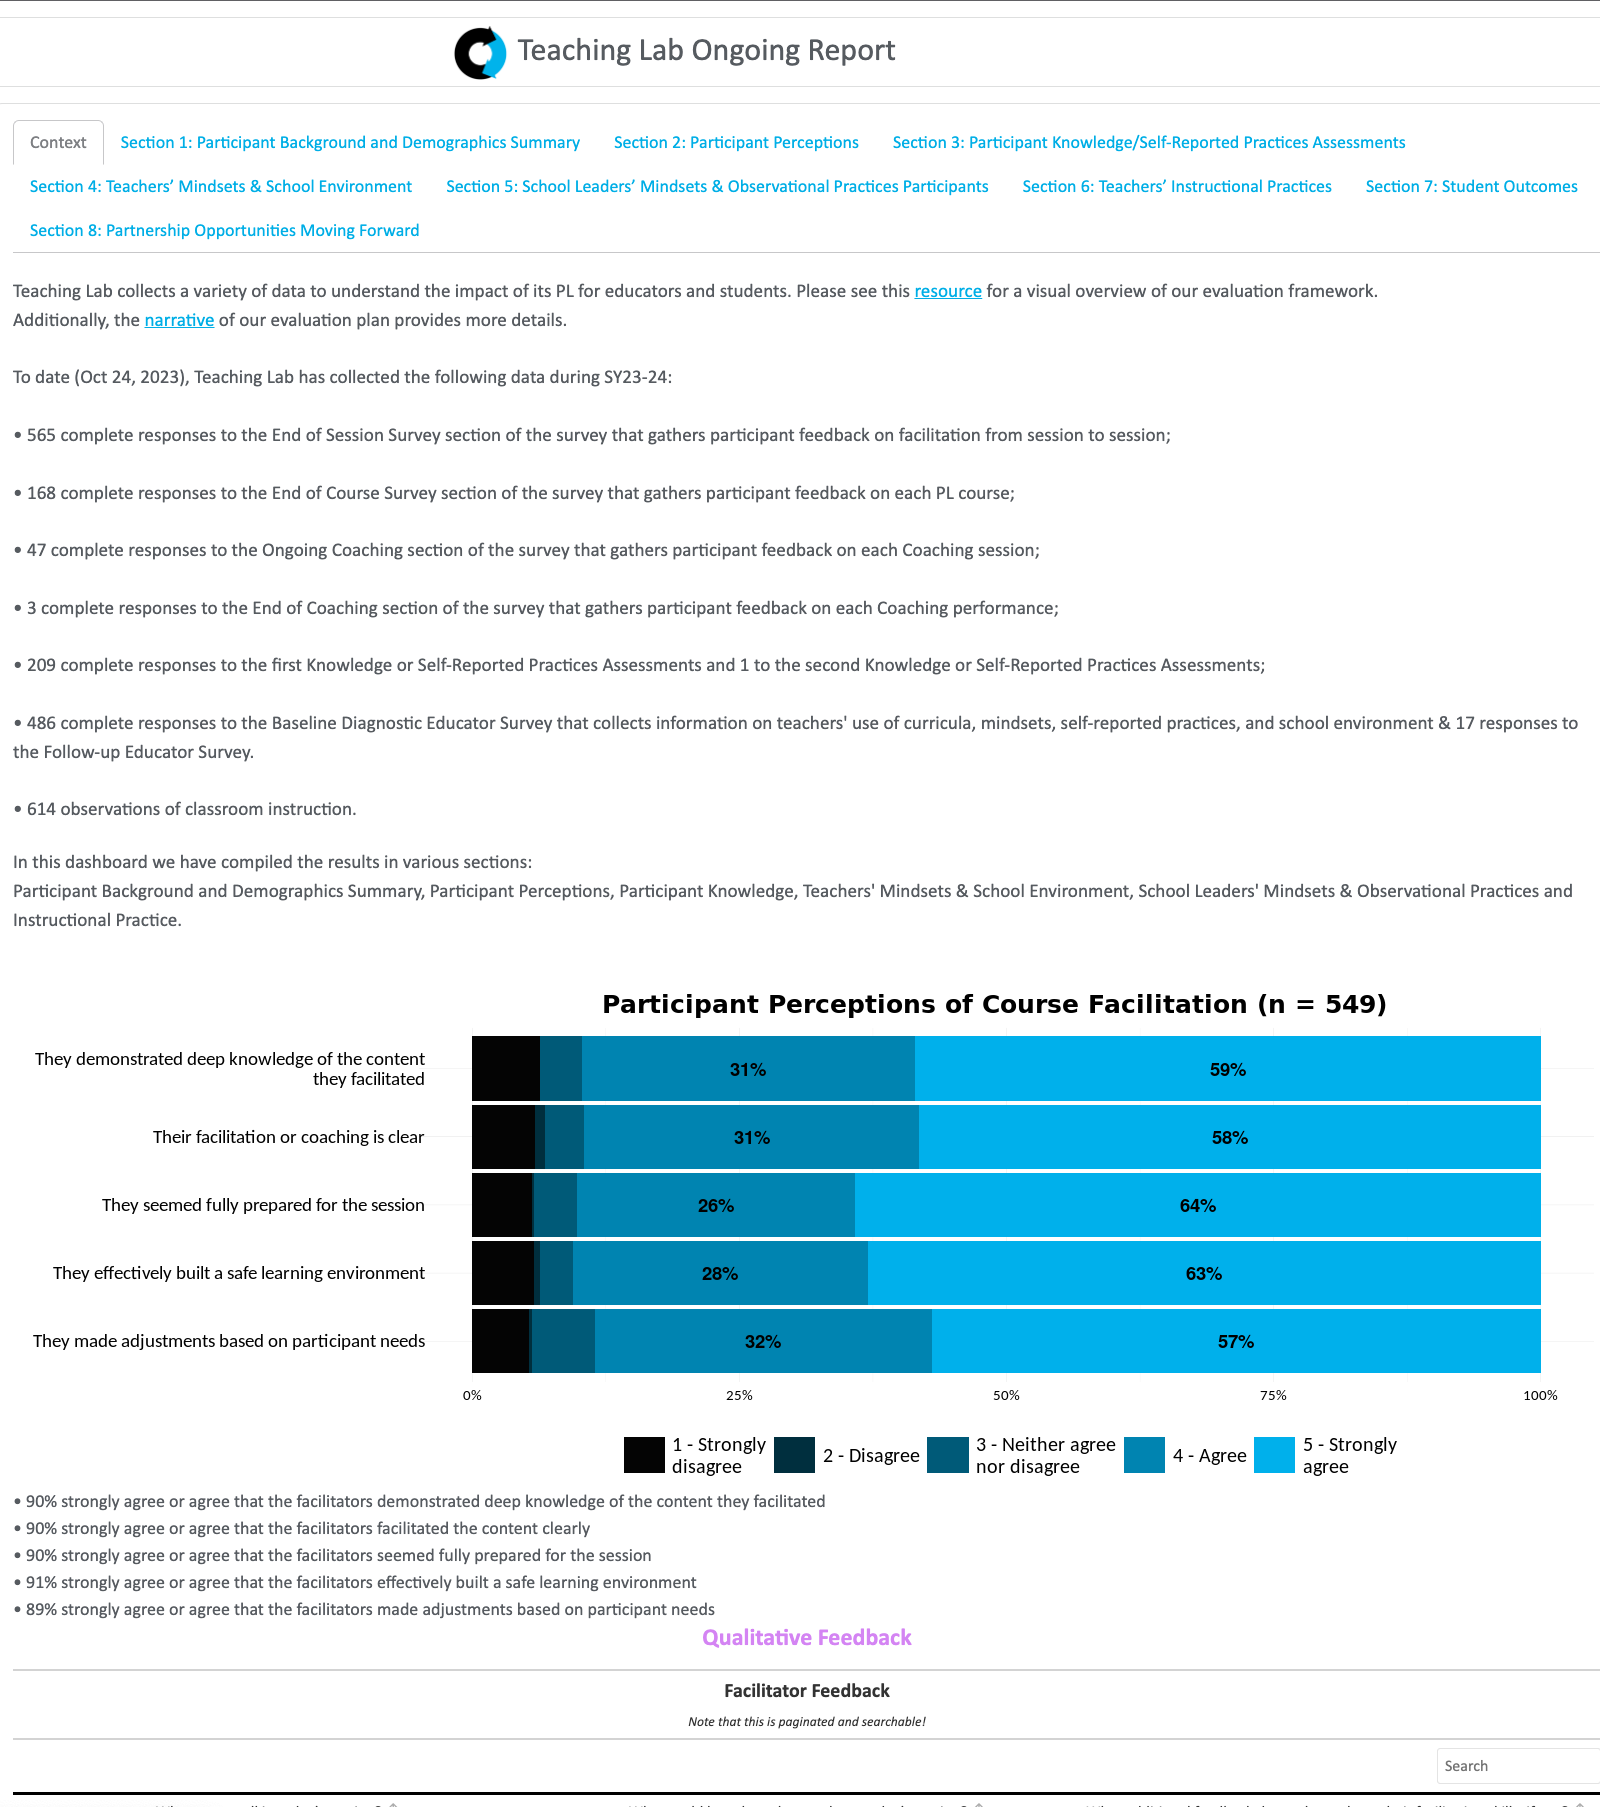 Teaching Lab Ongoing Report
Context Section 1: Participant Background and Demographics Summary Section 2: Participant Perceptions Section 3: Participant Knowledge/Self-Reported Practices Assessments
Section 4: Teachers’ Mindsets & School Environment Section 5: School Leaders’ Mindsets & Observational Practices Participants Section 6: Teachers’ Instructional Practices Section 7: Student Outcomes
Section 8: Partnership Opportunities Moving Forward
Teaching Lab collects a variety of data to understand the impact of its PL for educators and students. Please see this resource for a visual overview of our evaluation framework.
Additionally, the narrative of our evaluation plan provides more details.
To date (Oct 24, 2023), Teaching Lab has collected the following data during SY23-24:
• 565 complete responses to the End of Session Survey section of the survey that gathers participant feedback on facilitation from session to session;
• 168 complete responses to the End of Course Survey section of the survey that gathers participant feedback on each PL course;
• 47 complete responses to the Ongoing Coaching section of the survey that gathers participant feedback on each Coaching session;
• 3 complete responses to the End of Coaching section of the survey that gathers participant feedback on each Coaching performance;
• 209 complete responses to the first Knowledge or Self-Reported Practices Assessments and 1 to the second Knowledge or Self-Reported Practices Assessments;
• 486 complete responses to the Baseline Diagnostic Educator Survey that collects information on teachers' use of curricula, mindsets, self-reported practices, and school environment & 17 responses to
the Follow-up Educator Survey.
• 614 observations of classroom instruction.
In this dashboard we have compiled the results in various sections:
Participant Background and Demographics Summary, Participant Perceptions, Participant Knowledge, Teachers' Mindsets & School Environment, School Leaders' Mindsets & Observational Practices and
Instructional Practice.
Participant Perceptions of Course Facilitation (n = 549)
They demonstrated deep knowledge of the content
they facilitated
31% 59%
Their facilitation or coaching is clear 31% 58%
They seemed fully prepared for the session 26% 64%
They effectively built a safe learning environment 28% 63%
They made adjustments based on participant needs 32% 57%
0% 25% 50% 75% 100%
1 - Strongly
disagree
2 - Disagree
3 - Neither agree
nor disagree
4 - Agree
5 - Strongly
agree
• 90% strongly agree or agree that the facilitators demonstrated deep knowledge of the content they facilitated
• 90% strongly agree or agree that the facilitators facilitated the content clearly
• 90% strongly agree or agree that the facilitators seemed fully prepared for the session
• 91% strongly agree or agree that the facilitators effectively built a safe learning environment
• 89% strongly agree or agree that the facilitators made adjustments based on participant needs
Qualitative Feedback
Facilitator Feedback
Note that this is paginated and searchable!
Search